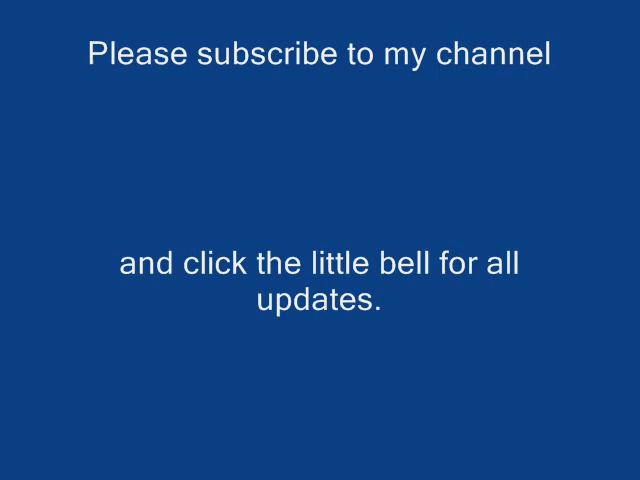 Please subscribe to my channel
and click the little bell for all
updates.